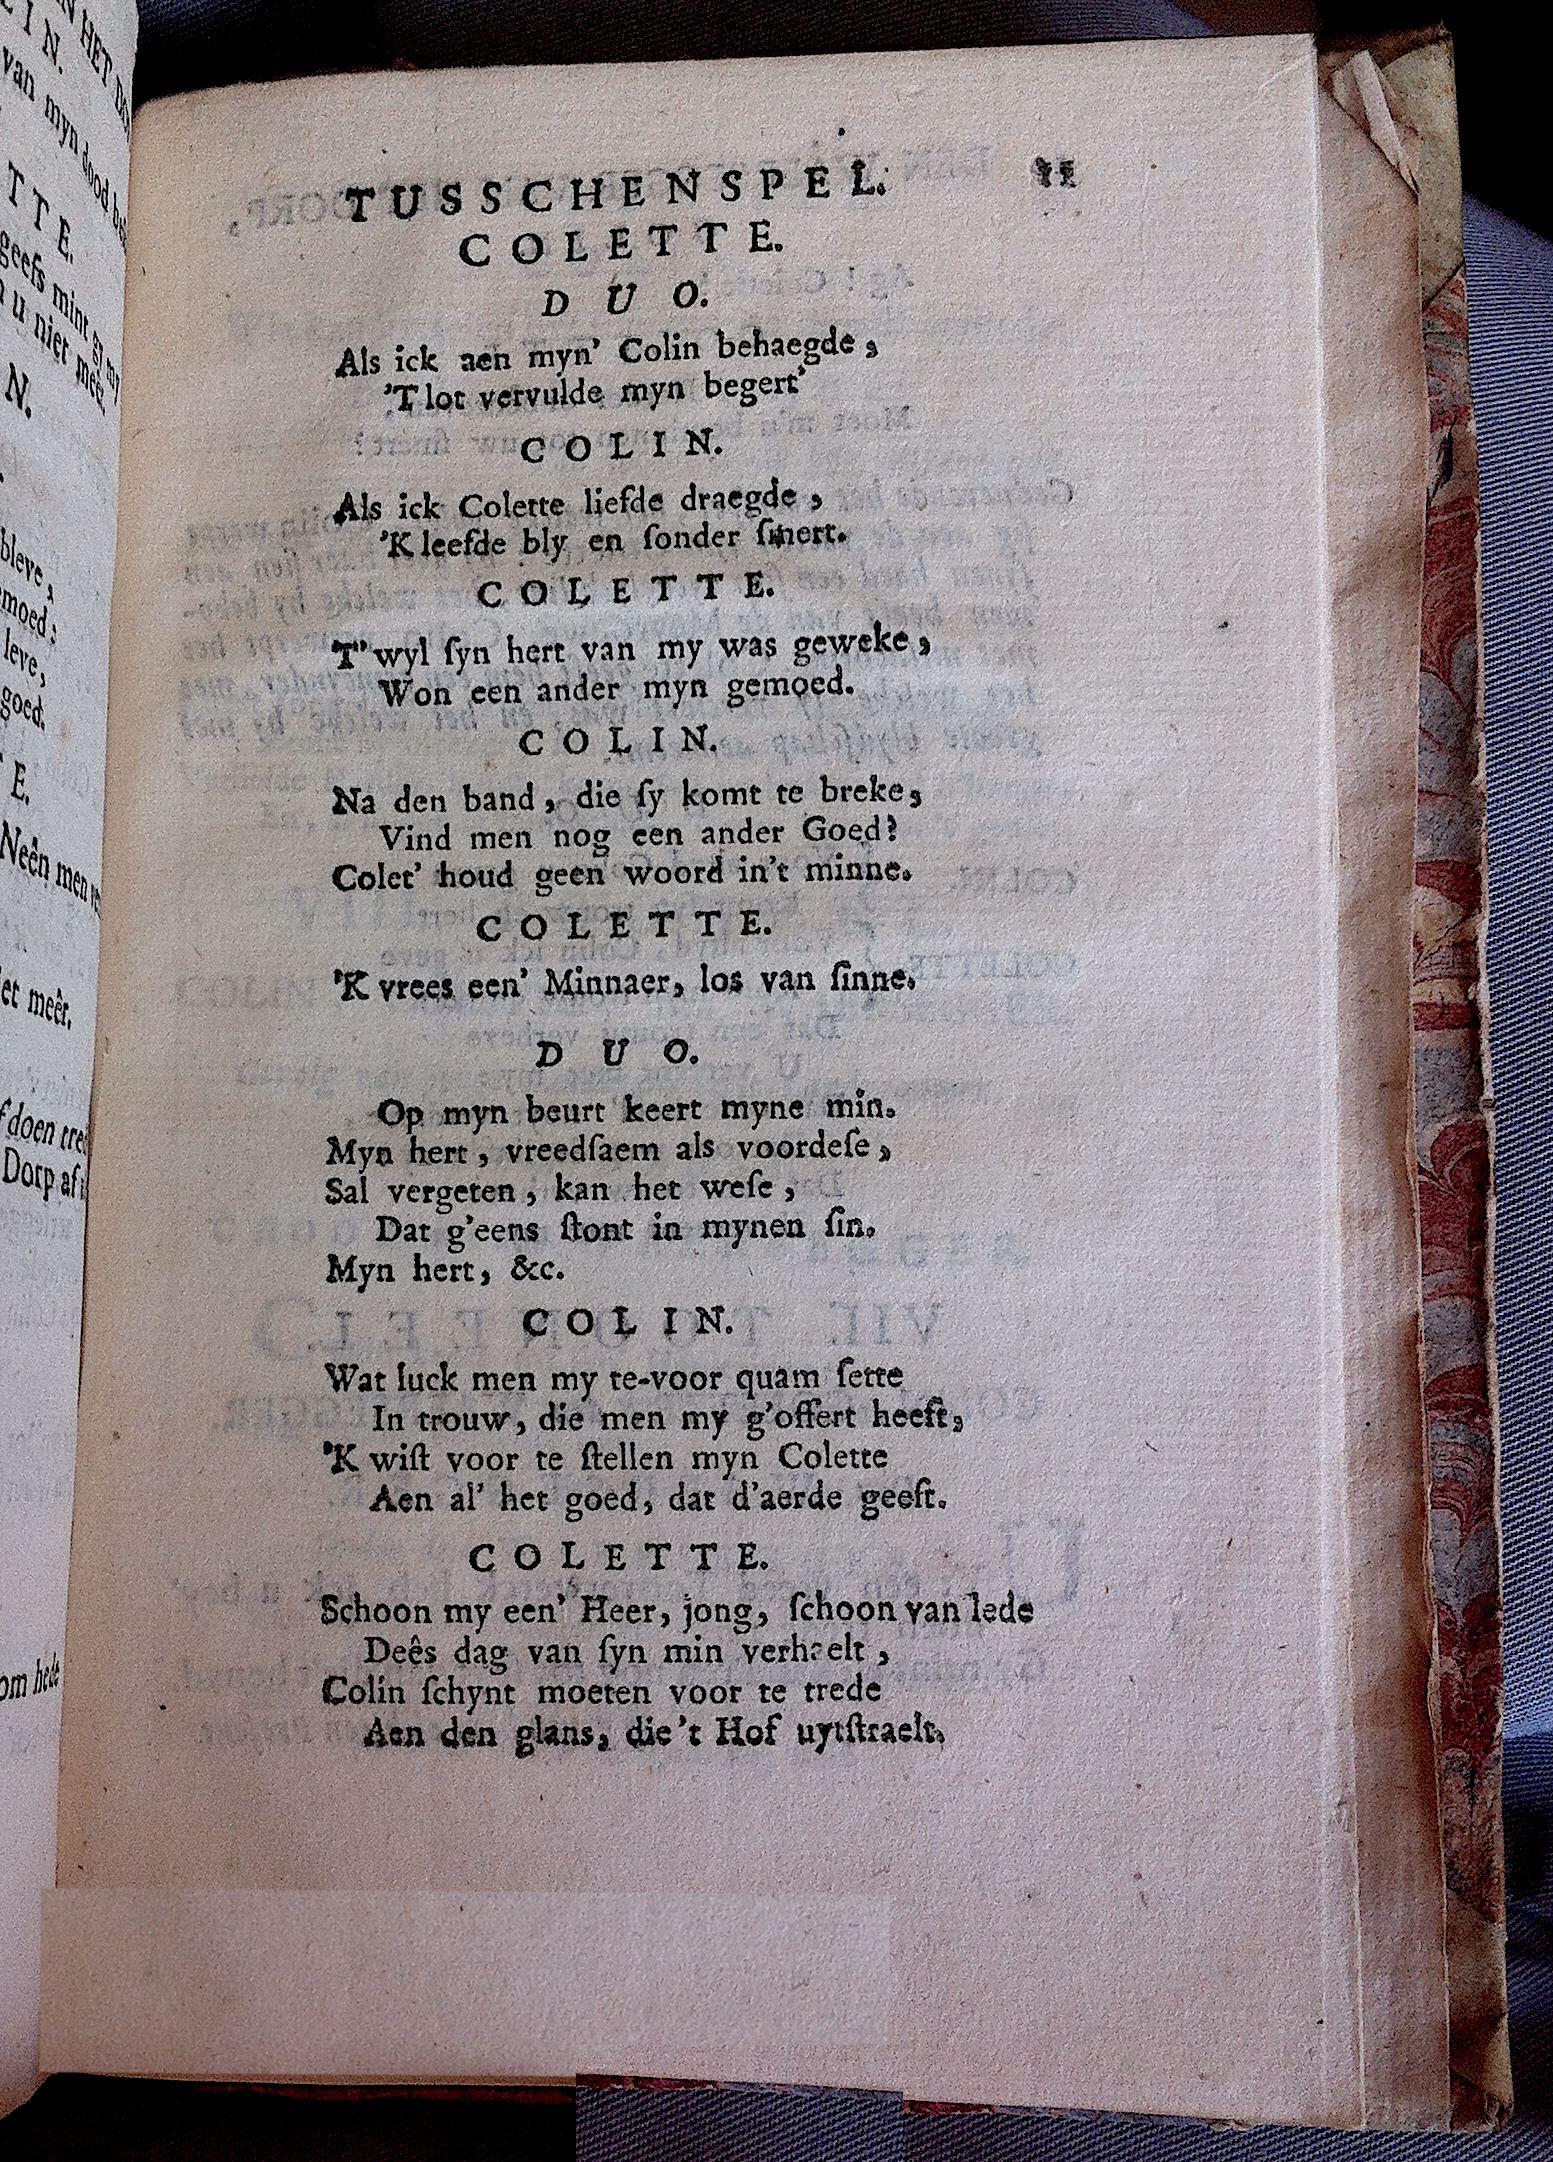 TUSSCHENSPEL. 11
COLETTE.
DUO.
Als ick aen myn' Colin behaegde,
'T lot vervulde myn begert'
COLIN.
Als ick Colette liefde draegde,
'K leefde bly en ſonder ſmert.
COLETTE.
T'wyl ſyn hert van my was geweke,
Won een ander myn gemoed.
COLIN.
Na den band, die ſy komt te breke,
Vind men nog een ander Goed?
Colet' houd geen woord in't minne.
COLETTE.
'K vrees een' Minnaer, los van ſinne.
DUO.
Op myn beurt keert myne min.
Myn hert, vreedſaem als voordeſe,
Sal vergeten, kan het weſe,
Dat g'eens ſtont in mynen ſin.
Myn hert, &c.
COLIN.
Wat luck men my te-voor quam ſette
In trouw, die men my g'offert heeft,
'K wiſt voor te ſtellen myn Colette
Aen al' het goed, dat d'aerde geeft.
COLETTE.
Schoon my een' Heer, jong, ſchoon van lede
Deês dag van ſyn min verhaelt,
Colin ſchynt moeten voor te trede
Aen den glans, die 't Hof uytſtraelt.